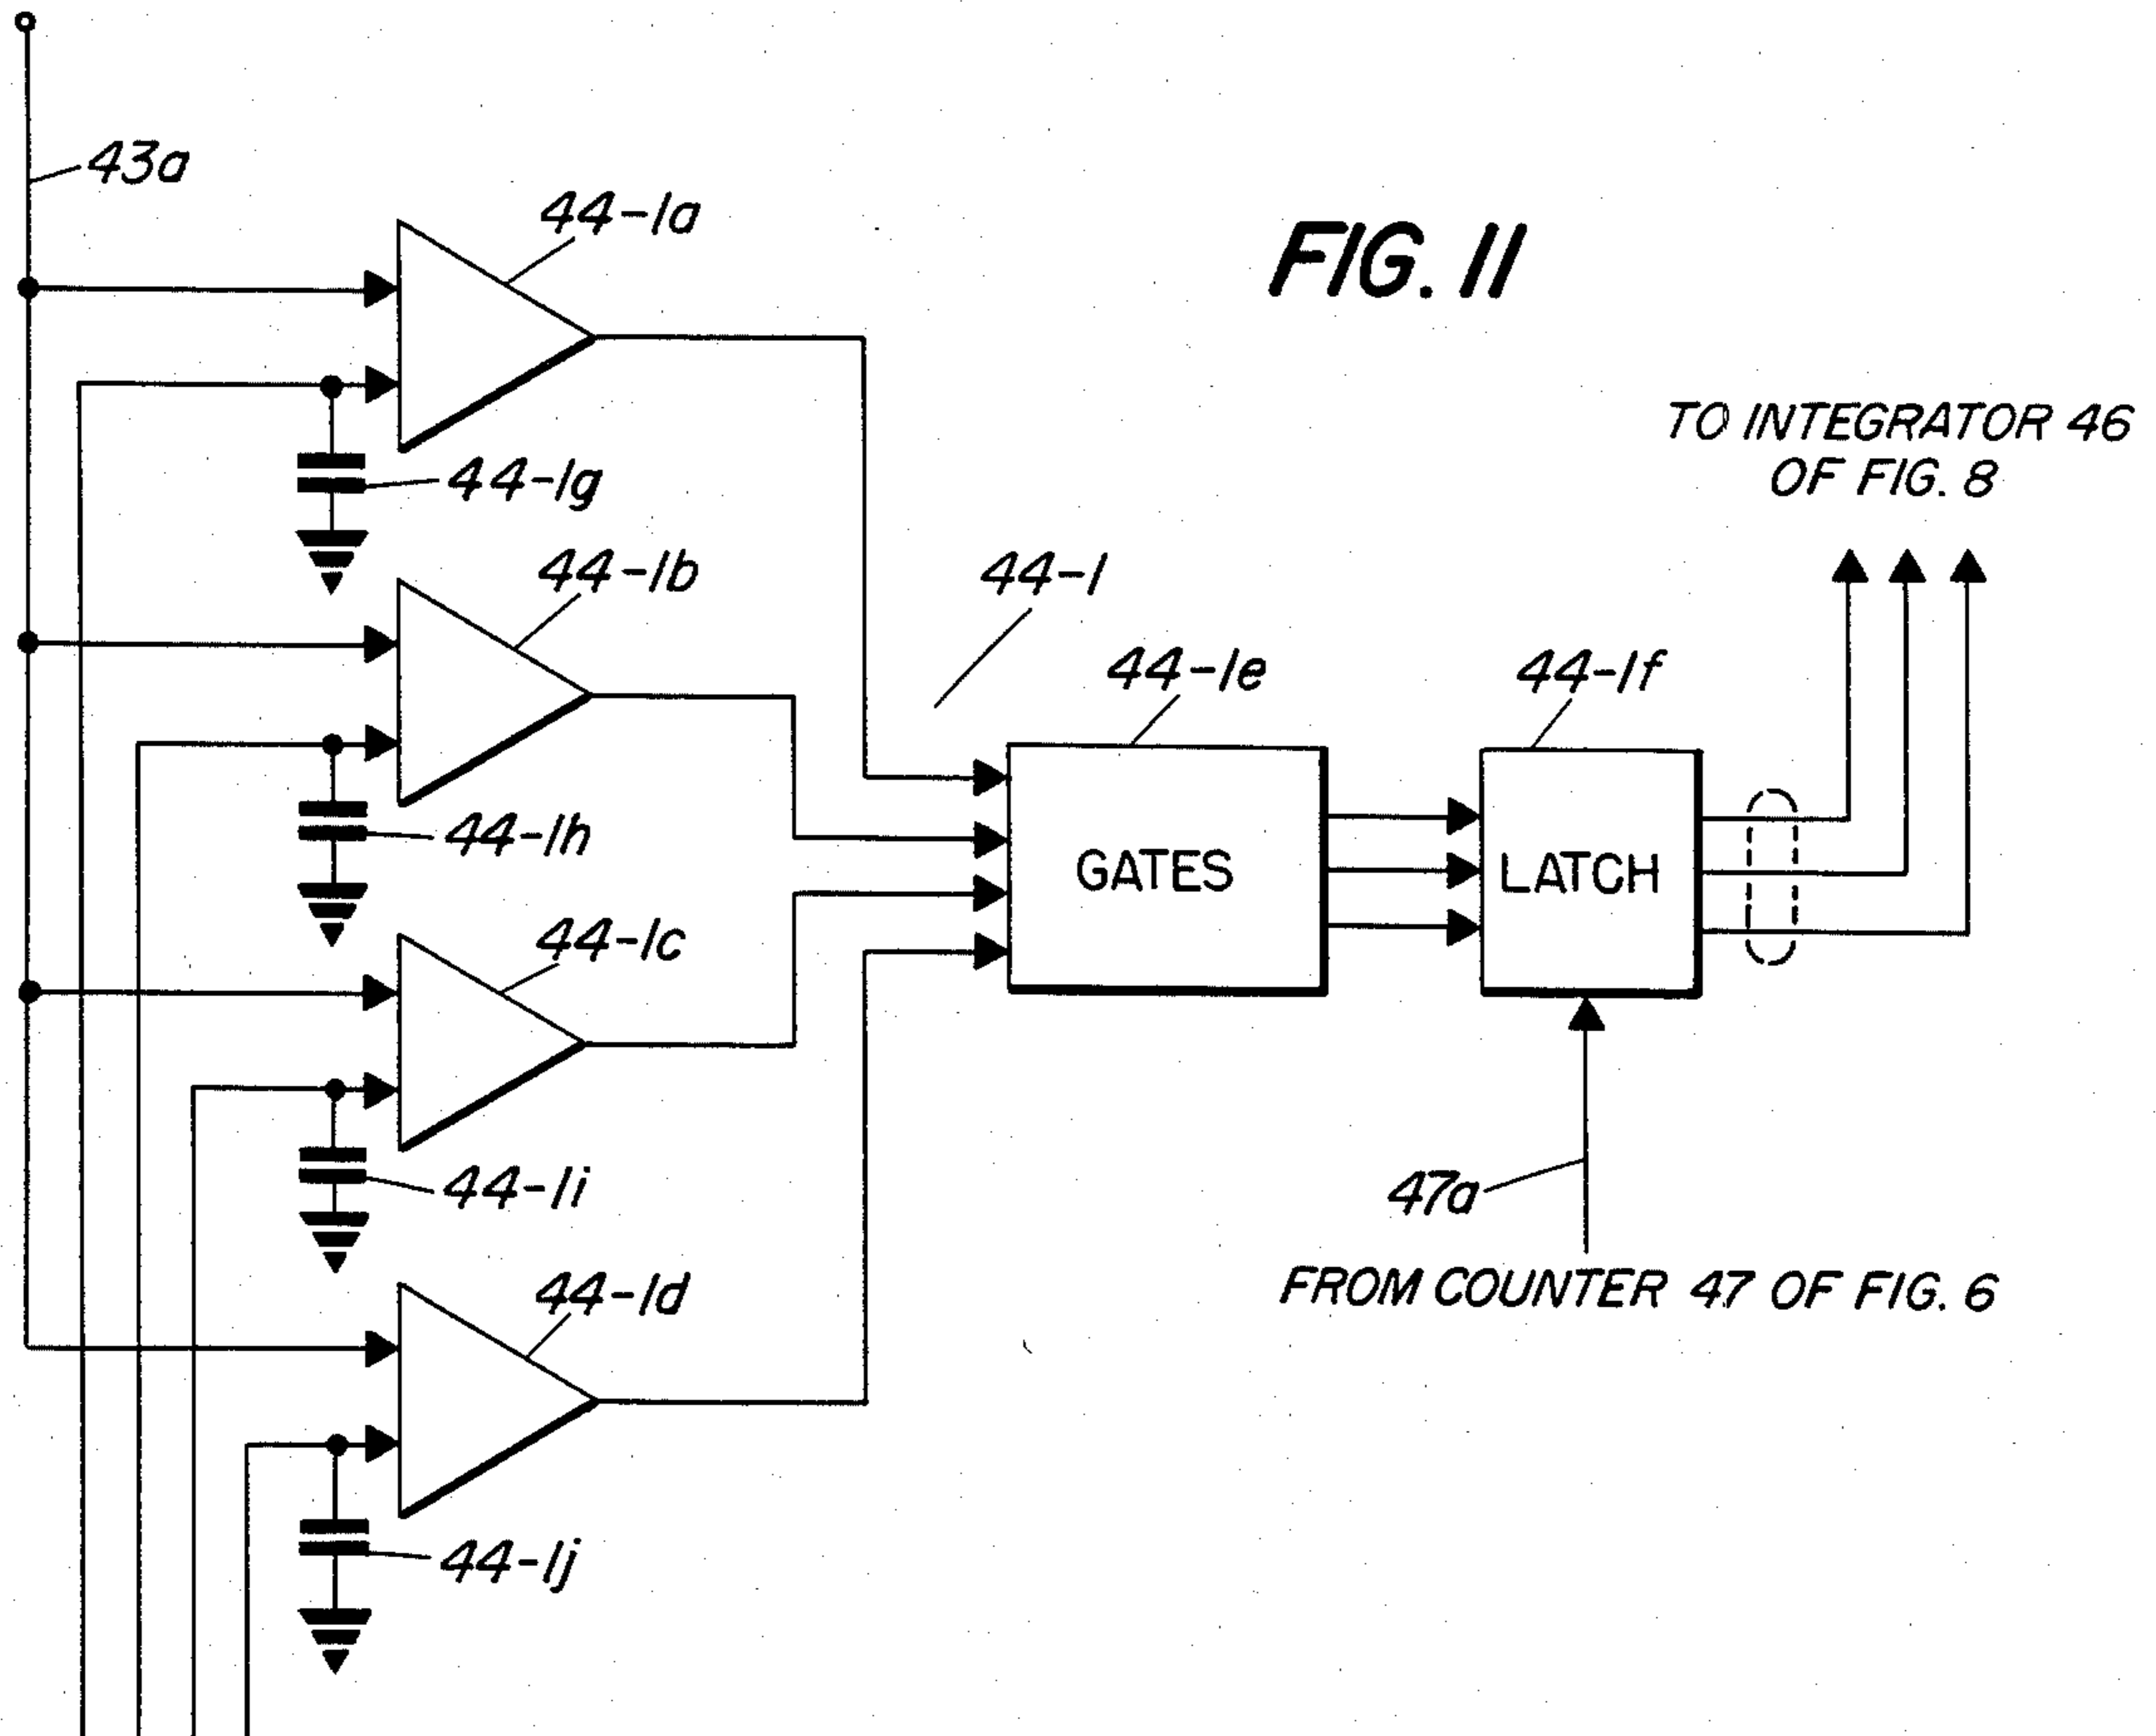 43a
44-1a
FIG. 11
TO INTEGRATOR 46
OF FIG. 8
44-1g
44-1b
44-1
44-1e
44-1f
44-1h
GATES
LATCH
44-1c
44-1i
47a
FROM COUNTER 47 OF FIG. 6
44-1d
44-1j